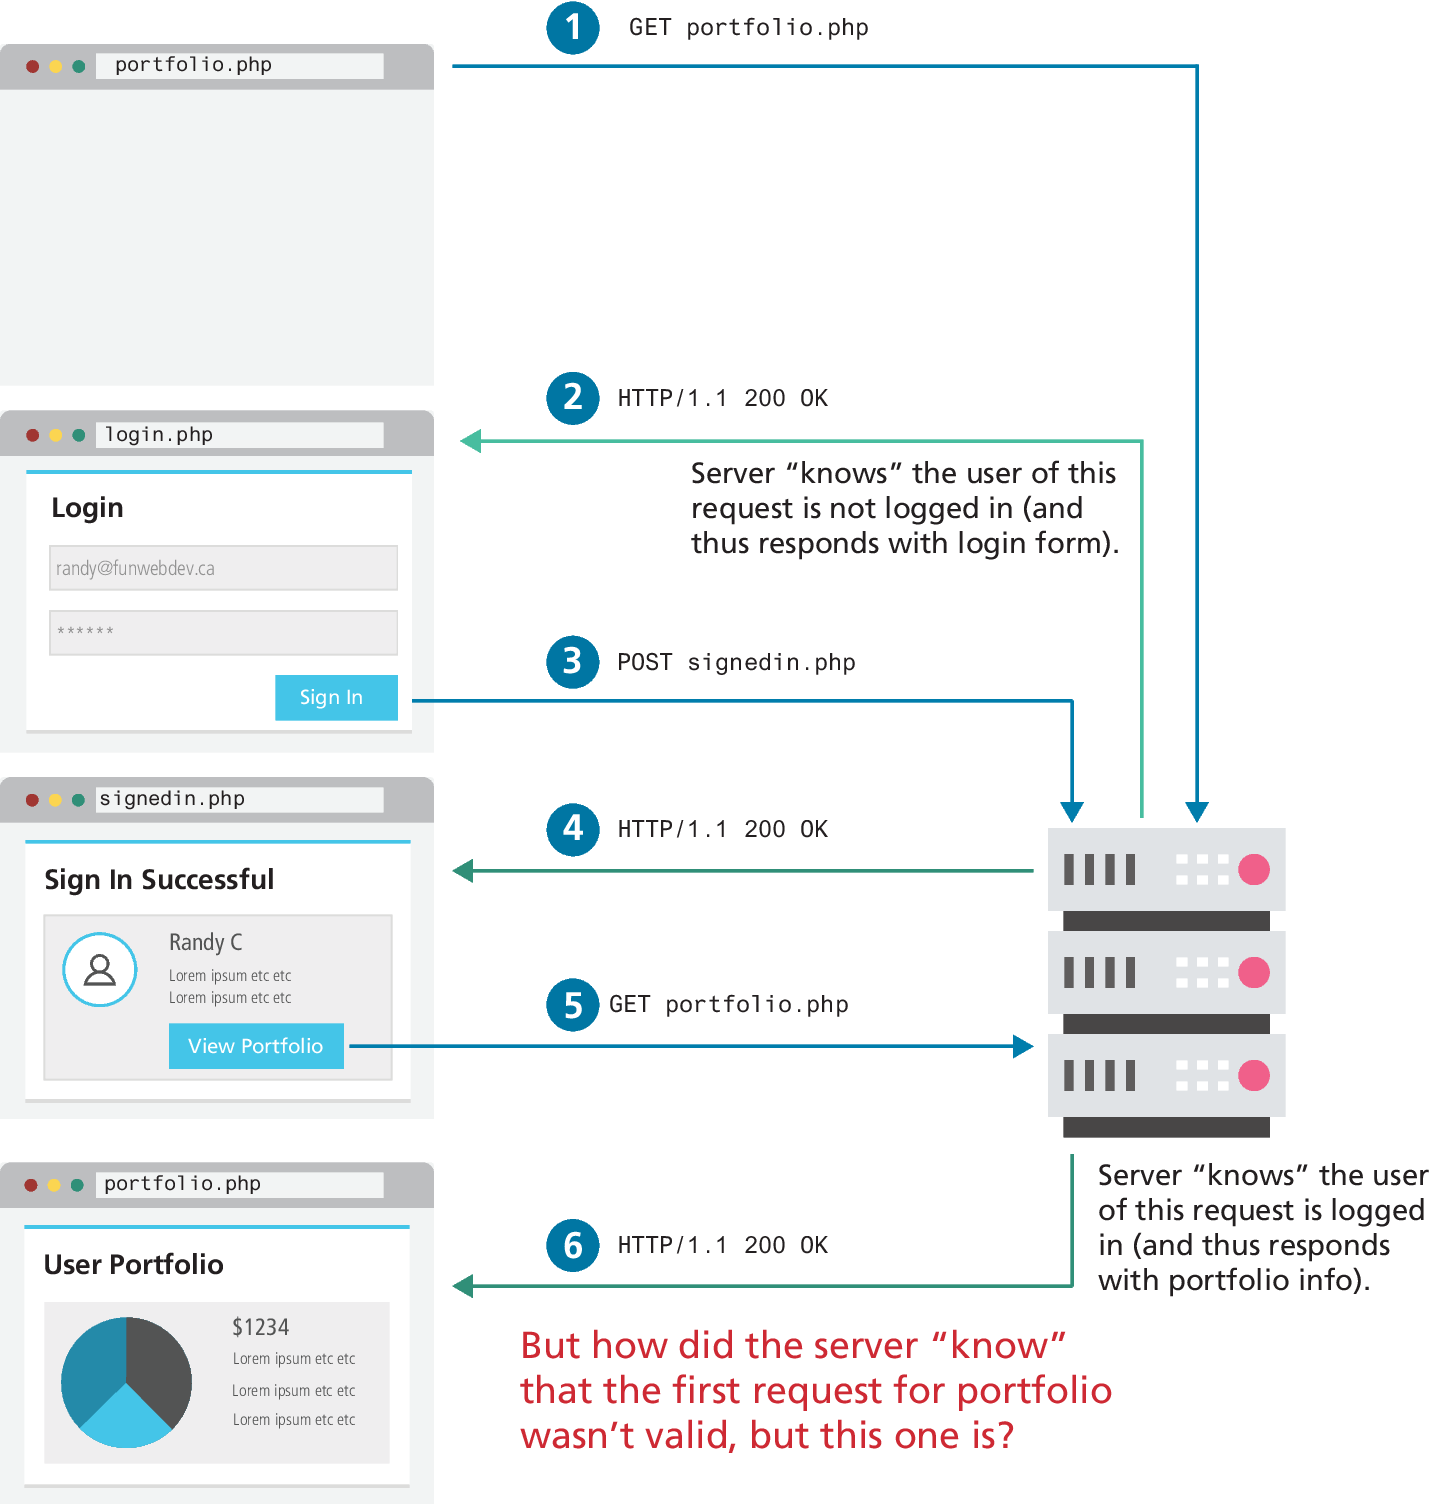 1
GET portfolio.php
portfolio.php
2
HTTP/1.1 200 OK
login.php
Server “knows” the user of this
request is not logged in (and
thus responds with login form).
Login
randy@funwebdev.ca
******
Sign In
3
POST signedin.php
signedin.php
4
HTTP/1.1 200 OK
Sign In Successful
Randy C
Lorem ipsum etc etc
Lorem ipsum etc etc
View Portfolio
5
GET portfolio.php
portfolio.php
Server “knows” the user
of this request is logged
in (and thus responds
with portfolio info).
6
HTTP/1.1 200 OK
User Portfolio
$1234
Lorem ipsum etc etc
Lorem ipsum etc etc
Lorem ipsum etc etc
But how did the server “know”
that the first request for portfolio
wasn’t valid, but this one is?